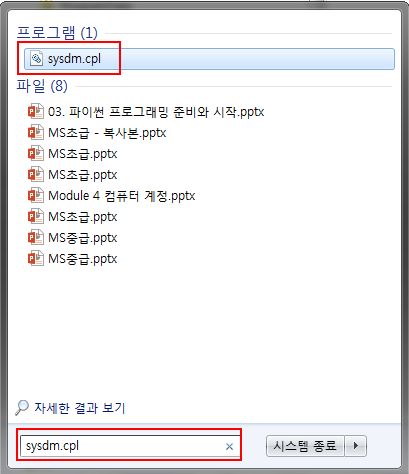 프로그램 (1)
sysdm.cpl
파일 (8)
03. 파이썬 프로그래밍 준비와 시작.pptx
MS초급 - 복사본.pptx
MS초급.pptx
MS초급.pptx
Module 4 컴퓨터 계정.pptx
MS초급.pptx
MS중급.pptx
MS중급.pptx
자세한 결과 보기
sysdm.cpl
시스템 종료